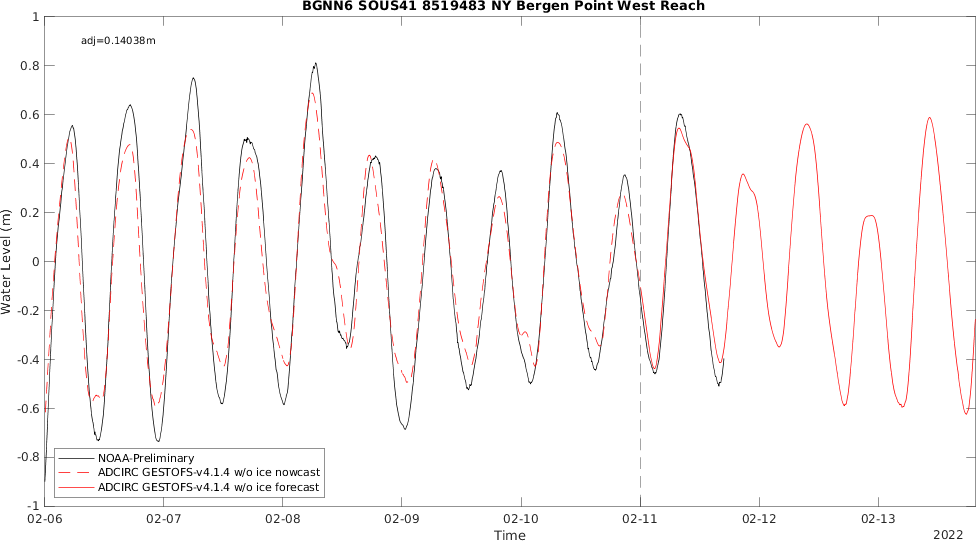 BGNN6 SOUS41 8519483 NY Bergen Point West Reach
adj=0.14038m
1
0.8
0.6
0.4
0.2
0
-0.2
-0.4
-0.6
-0.8
-1
Water Level (m)
NOAA-Preliminary
ADCIRC GESTOFS-v4.1.4 w/o ice nowcast
ADCIRC GESTOFS-v4.1.4 w/o ice forecast
02-06 02-07 02-08 02-09 02-10 02-11 02-12 02-13
Time
2022